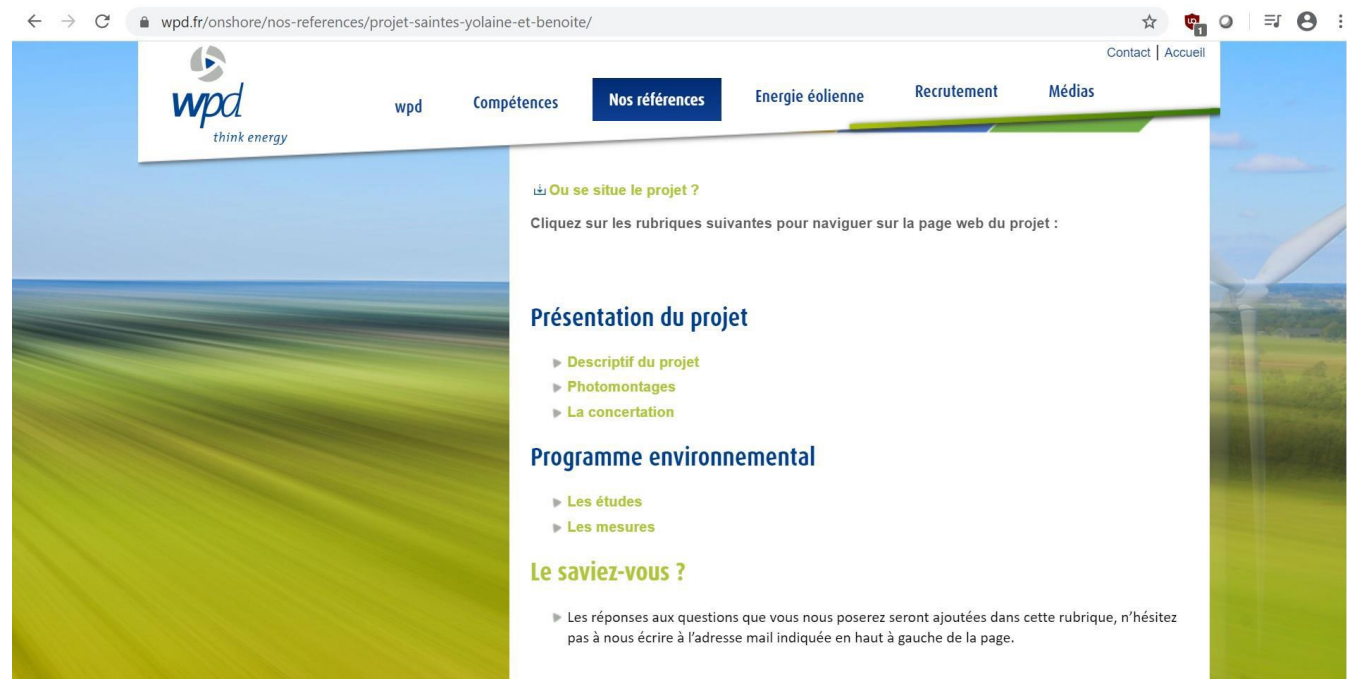 wpd.fr/onshore/nos-references/projet-saintes-yolaine-et-benoite/
1
Contact | Accueil
wpd
think energy
wpd
Compétences
Nos références
Energie éolienne
Recrutement
Médias
Ou se situe le projet ?
Cliquez sur les rubriques suivantes pour naviguer sur la page web du projet :
Présentation du projet
Descriptif du projet
Photomontages
La concertation
Programme environnemental
Les études
Les mesures
Le saviez-vous ?
Les réponses aux questions que vous nous poserez seront ajoutées dans cette rubrique, n’hésitez
pas à nous écrire à l’adresse mail indiquée en haut à gauche de la page.